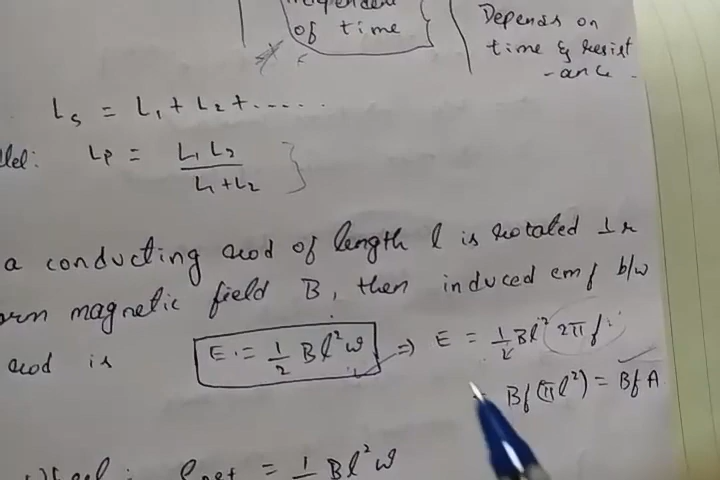 of time
Depends on
time & resist
-ance
Ls = L1 + L2 + .....
Lp = L1 L2 / L1 + L2
a conducting rod of length l is rotated ⊥r
magnetic field B, then induced emf b/w
rod is E = 1/2 Bl²ω ⇒ E = 1/2 Bl² 2πf
Bf(πl²) = BfA
= 1/2 Bl²ω